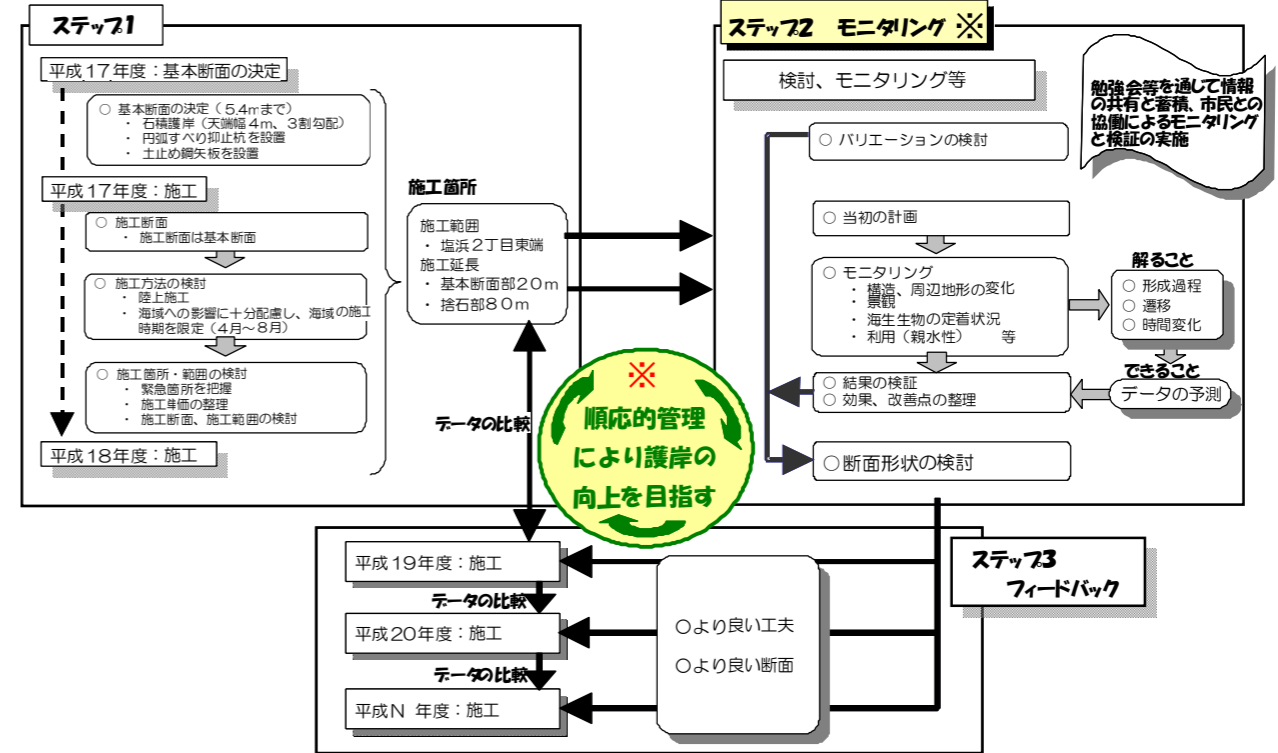 ステップ1
平成17年度：基本断面の決定
○ 基本断面の決定（5.4mまで）
・ 石積護岸（天端幅4m、3割勾配）
・ 円弧すべり抑止杭を設置
・ 土止め鋼矢板を設置
平成17年度：施工
○ 施工断面
・ 施工断面は基本断面
○ 施工方法の検討
・ 陸上施工
・ 海域への影響に十分配慮し、海域の施工
時期を限定（4月～8月）
○ 施工箇所・範囲の検討
・ 緊急箇所を把握
・ 施工単価の整理
・ 施工断面、施工範囲の検討
平成18年度：施工
施工箇所
施工範囲
・ 塩浜2丁目東端
施工延長
・ 基本断面部20m
・ 捨石部80m
データの比較
※
順応的管理
により護岸の
向上を目指す
ステップ2 モニタリング ※
検討、モニタリング等
勉強会等を通じて情報
の共有と蓄積、市民との
協働によるモニタリング
と検証の実施
○ バリエーションの検討
○ 当初の計画
○ モニタリング
・ 構造、周辺地形の変化
・ 景観
・ 海生生物の定着状況
・ 利用（親水性） 等
解ること
○ 形成過程
○ 遷移
○ 時間変化
できること
データの予測
○ 結果の検証
○ 効果、改善点の整理
○断面形状の検討
ステップ3
フィードバック
平成19年度：施工
データの比較
平成20年度：施工
データの比較
平成N 年度：施工
○より良い工夫
○より良い断面